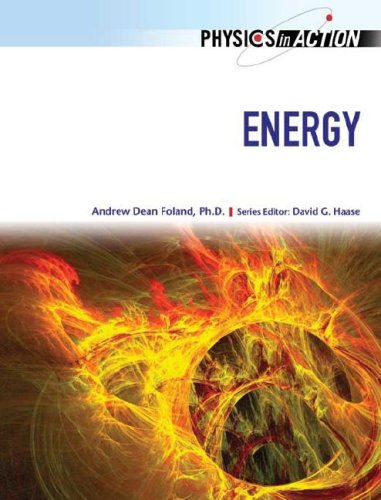 PHYSICS in ACTION
ENERGY
Andrew Dean Foland, Ph.D. Series Editor: David G. Haase